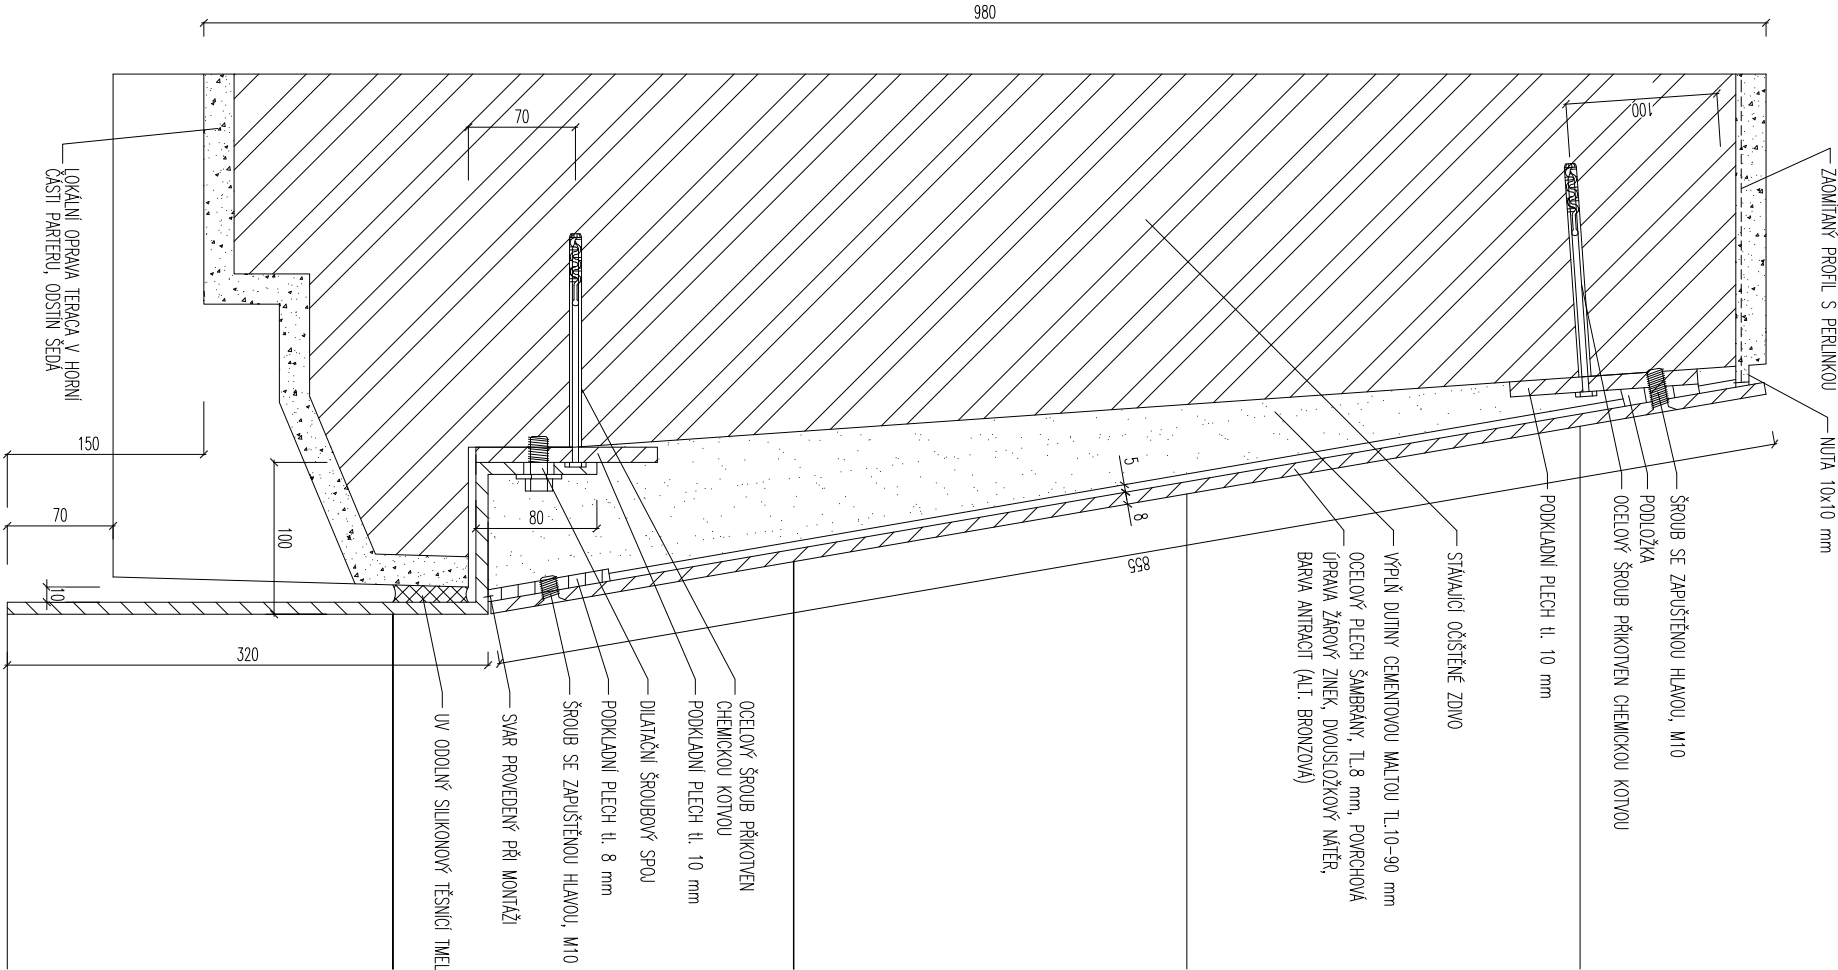 980
100
70
150
70
100
10
80
320
5
8
855
ZAOMÍTANÝ PROFIL S PERLINKOU
NUTA 10x10 mm
ŠROUB SE ZAPUŠTĚNOU HLAVOU, M10
PODLOŽKA
OCELOVÝ ŠROUB PŘIKOTVEN CHEMICKOU KOTVOU
PODKLADNÍ PLECH tl. 10 mm
STÁVAJÍCÍ OČIŠTĚNÉ ZDIVO
VÝPLŇ DUTINY CEMENTOVOU MALTOU TL.10-90 mm
OCELOVÝ PLECH ŠAMBRÁNY, TL.8 mm, POVRCHOVÁ
ÚPRAVA ŽÁROVÝ ZINEK, DVOUSLOŽKOVÝ NÁTĚR,
BARVA ANTRACIT (ALT. BRONZOVÁ)
OCELOVÝ ŠROUB PŘIKOTVEN
CHEMICKOU KOTVOU
PODKLADNÍ PLECH tl. 10 mm
DILATAČNÍ ŠROUBOVÝ SPOJ
PODKLADNÍ PLECH tl. 8 mm
ŠROUB SE ZAPUŠTĚNOU HLAVOU, M10
SVAR PROVEDENÝ PŘI MONTÁŽI
UV ODOLNÝ SILIKONOVÝ TĚSNÍCÍ TMEL
LOKÁLNÍ OPRAVA TERACA V HORNÍ
ČÁSTI PARTERU, ODSTÍN ŠEDÁ